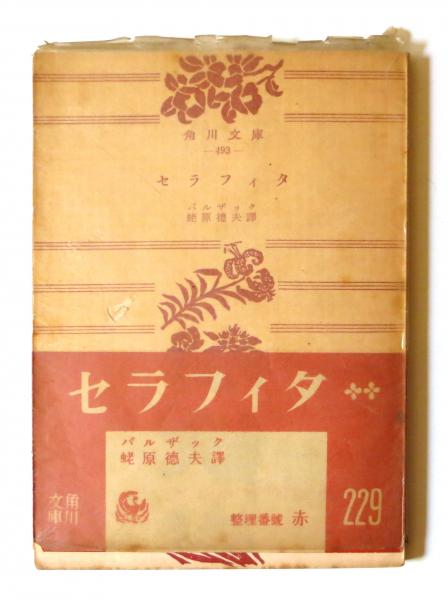 角川文庫
—493—
セラフィタ
バルザック
蛯原德夫譯
セラフィタ
バルザック
蛯原德夫譯
角川文庫
整理番號 赤 229